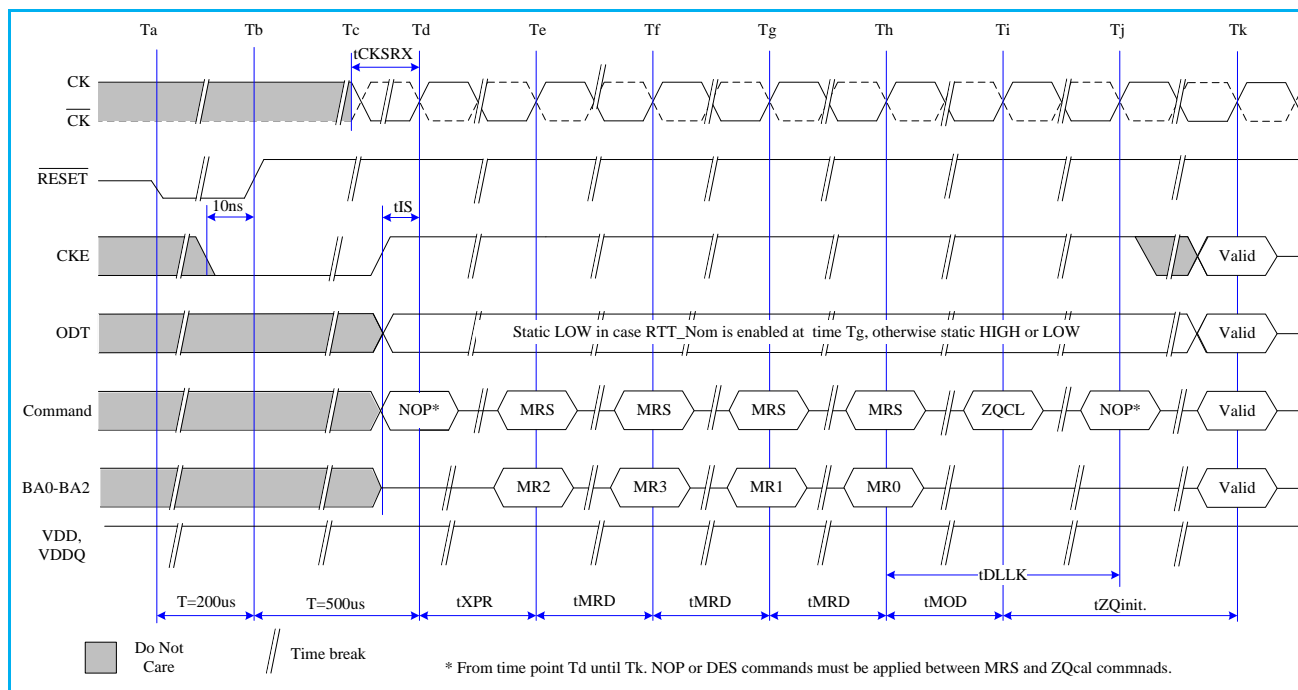 Ta Tb Tc Td Te Tf Tg Th Ti Tj Tk
tCKSRX
CK
CK
RESET
10ns
tIS
CKE
Valid
ODT
Static LOW in case RTT_Nom is enabled at time Tg, otherwise static HIGH or LOW
Valid
Command
NOP* MRS MRS MRS MRS ZQCL NOP* Valid
BA0-BA2
MR2 MR3 MR1 MR0 Valid
VDD,
VDDQ
tDLLK
T=200us T=500us tXPR tMRD tMRD tMRD tMOD tZQinit.
Do Not
Care
Time break
* From time point Td until Tk. NOP or DES commands must be applied between MRS and ZQcal commnads.